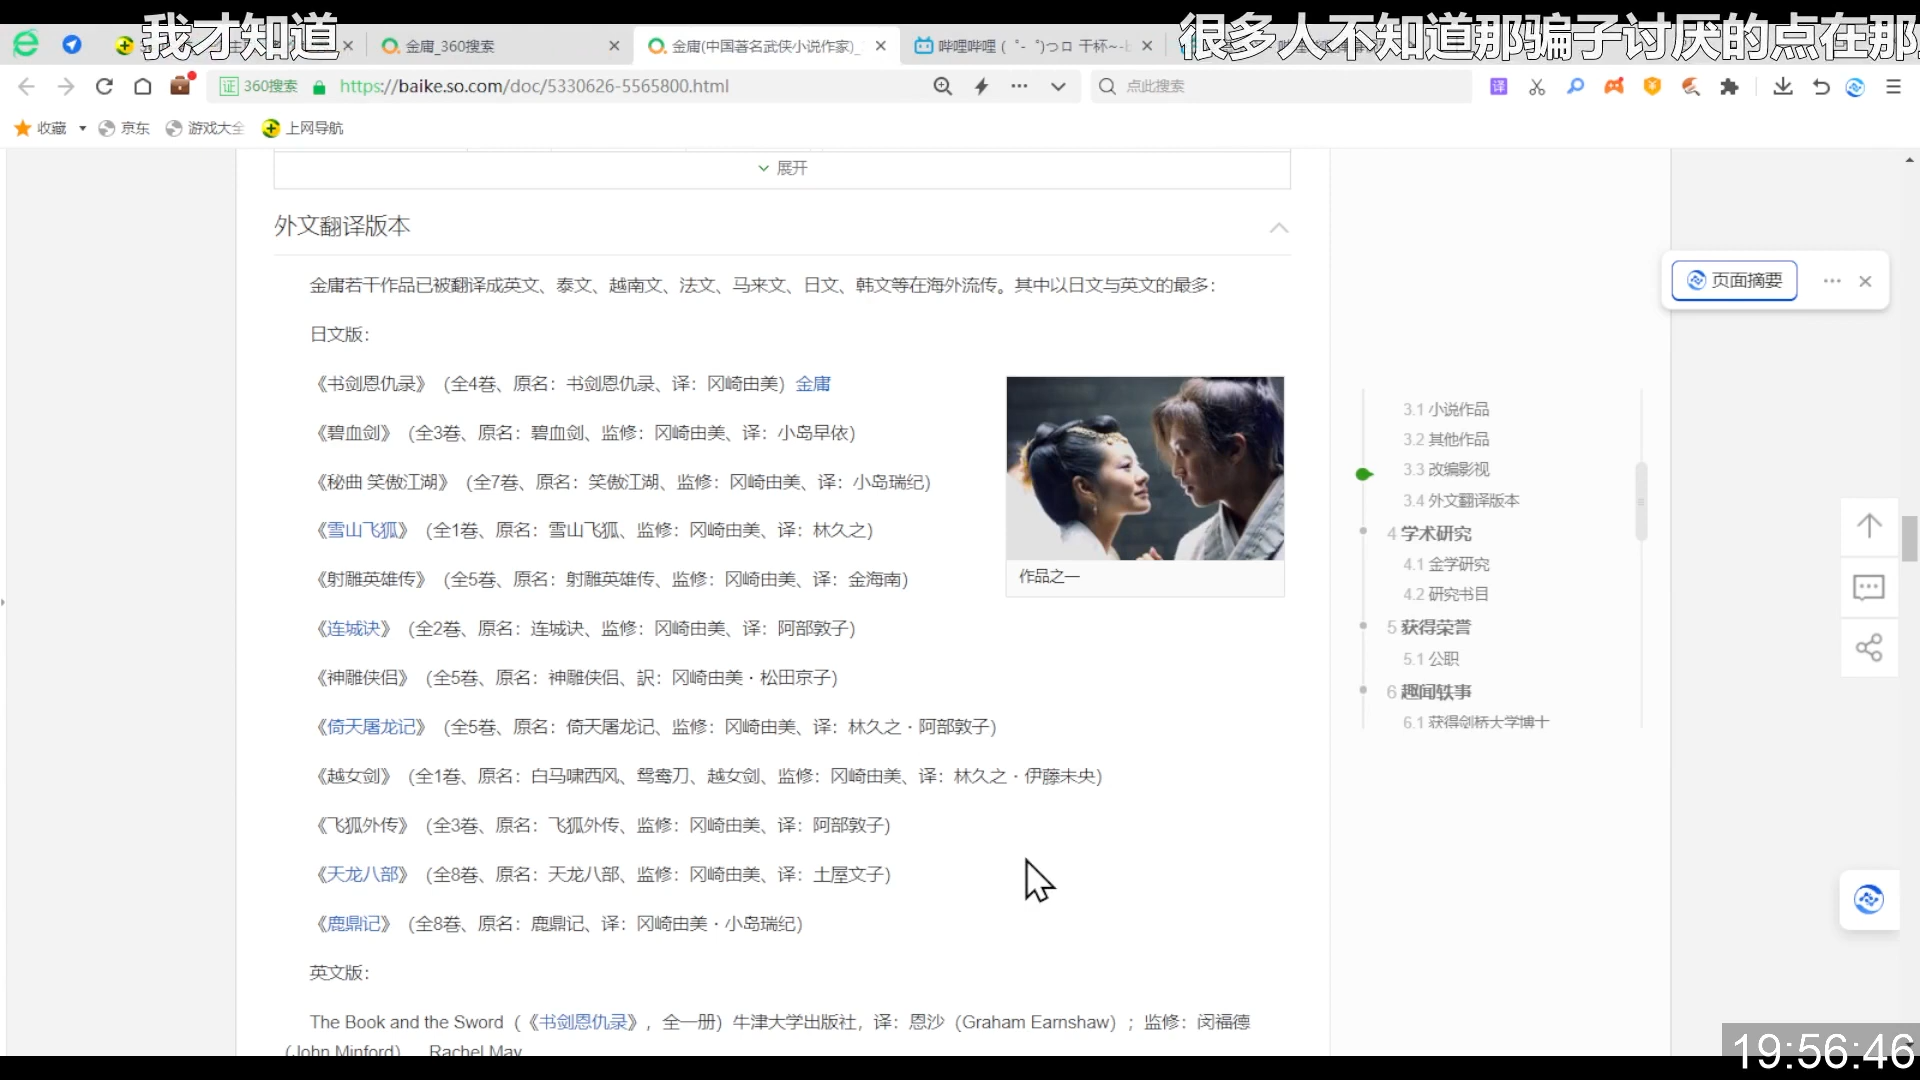 我才知道
很多人不知道那骗子讨厌的点在那
金庸_360搜索
金庸(中国著名武侠小说作家)_
哔哩哔哩 (゜-゜)つロ 干杯~-b
证 360搜索 https://baike.so.com/doc/5330626-5565800.html
点此搜索
译
收藏 京东 游戏大全 上网导航
展开
外文翻译版本
页面摘要
金庸若干作品已被翻译成英文、泰文、越南文、法文、马来文、日文、韩文等在海外流传。其中以日文与英文的最多：
日文版：
《书剑恩仇录》（全4巻、原名：书剑恩仇录、译：冈崎由美）金庸
《碧血剑》（全3巻、原名：碧血剑、监修：冈崎由美、译：小岛早依）
《秘曲 笑傲江湖》（全7巻、原名：笑傲江湖、监修：冈崎由美、译：小岛瑞纪）
《雪山飞狐》（全1巻、原名：雪山飞狐、监修：冈崎由美、译：林久之）
《射雕英雄传》（全5巻、原名：射雕英雄传、监修：冈崎由美、译：金海南）
《连城诀》（全2巻、原名：连城诀、监修：冈崎由美、译：阿部敦子）
《神雕侠侣》（全5巻、原名：神雕侠侣、訳：冈崎由美·松田京子）
《倚天屠龙记》（全5巻、原名：倚天屠龙记、监修：冈崎由美、译：林久之·阿部敦子）
《越女剑》（全1巻、原名：白马啸西风、鸳鸯刀、越女剑、监修：冈崎由美、译：林久之·伊藤未央）
《飞狐外传》（全3巻、原名：飞狐外传、监修：冈崎由美、译：阿部敦子）
《天龙八部》（全8巻、原名：天龙八部、监修：冈崎由美、译：土屋文子）
《鹿鼎记》（全8巻、原名：鹿鼎记、译：冈崎由美·小岛瑞纪）
英文版：
The Book and the Sword（《书剑恩仇录》，全一册）牛津大学出版社，译：恩沙（Graham Earnshaw）；监修：闵福德
（John Minford）、Rachel May
作品之一
3.1 小说作品
3.2 其他作品
3.3 改编影视
3.4 外文翻译版本
4 学术研究
4.1 金学研究
4.2 研究书目
5 获得荣誉
5.1 公职
6 趣闻轶事
6.1 获得剑桥大学博士
19:56:46